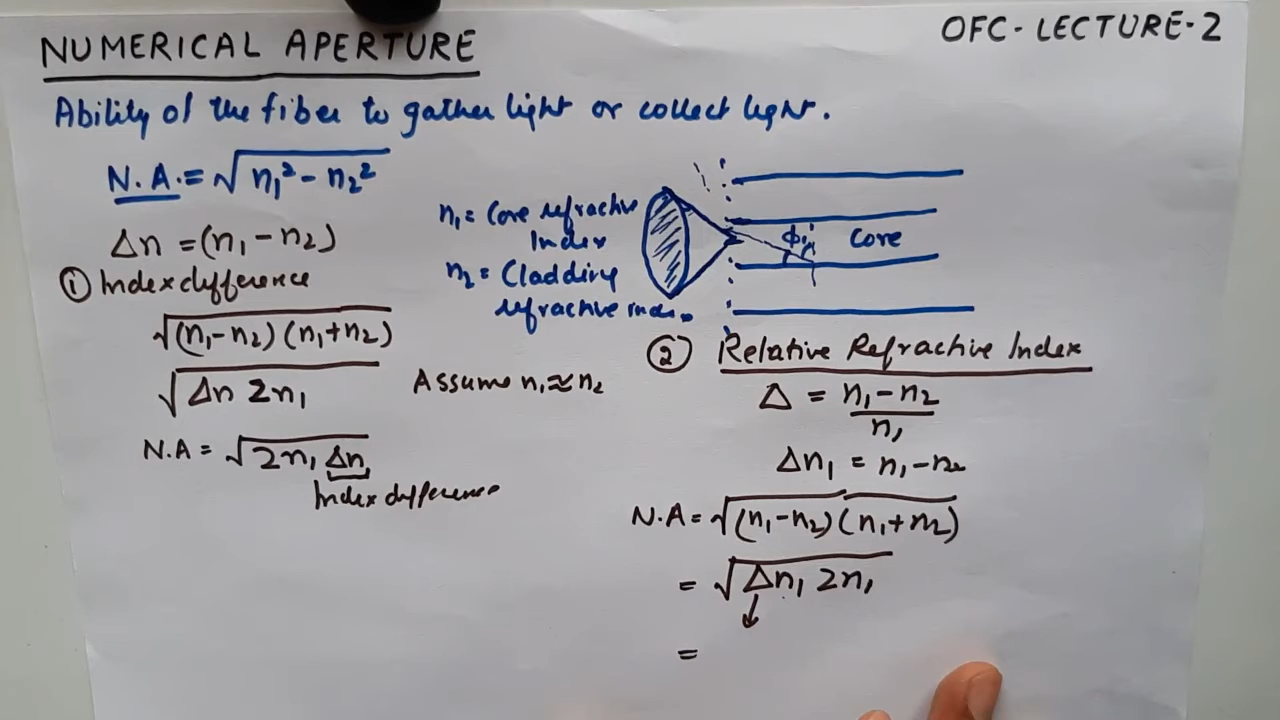 NUMERICAL APERTURE
OFC - LECTURE-2
Ability of the fiber to gather light or collect light.
N.A. = √(n₁² - n₂²)
Δn = (n₁ - n₂)
① Index difference
√(n₁-n₂)(n₁+n₂)
√Δn 2n₁
Assume n₁ ≈ n₂
N.A = √2n₁ Δn
Index difference
n₁ = Core refractive
Index
n₂ = Cladding
refractive index.
ϕ
Core
② Relative Refractive Index
Δ = n₁ - n₂
n₁
Δn₁ = n₁ - n₂
N.A = √(n₁-n₂)(n₁+n₂)
= √Δn₁ 2n₁
=